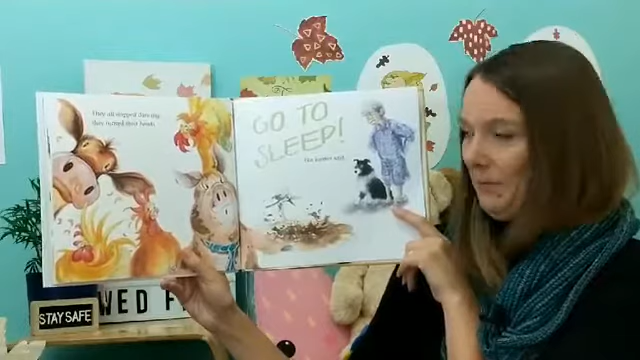 They all stopped dancing,
they turned their heads.
GO TO
SLEEP!
the farmer said.
STAY SAFE
WED F